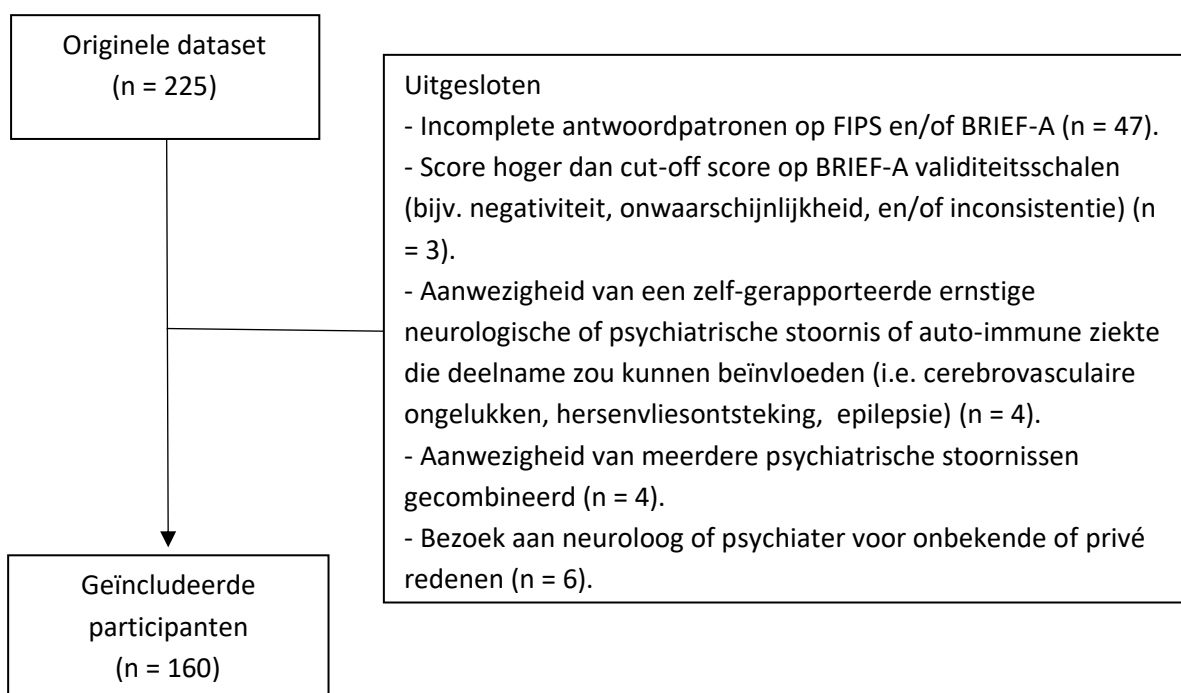 Originele dataset
(n = 225)
Uitgesloten
- Incomplete antwoordpatronen op FIPS en/of BRIEF-A (n = 47).
- Score hoger dan cut-off score op BRIEF-A validiteitsschalen
(bijv. negativiteit, onwaarschijnlijkheid, en/of inconsistentie) (n
= 3).
- Aanwezigheid van een zelf-gerapporteerde ernstige
neurologische of psychiatrische stoornis of auto-immune ziekte
die deelname zou kunnen beïnvloeden (i.e. cerebrovasculaire
ongelukken, hersenvliesontsteking,  epilepsie) (n = 4).
- Aanwezigheid van meerdere psychiatrische stoornissen
gecombineerd (n = 4).
- Bezoek aan neuroloog of psychiater voor onbekende of privé
redenen (n = 6).
Geïncludeerde
participanten
(n = 160)